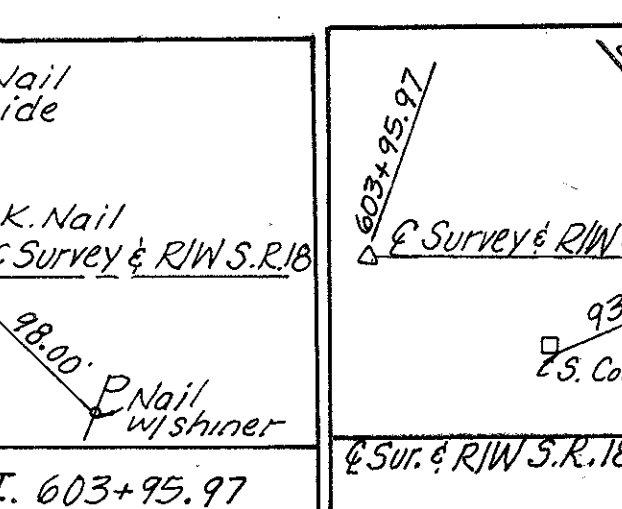 Nail
ide
K. Nail
℄ Survey & R/W S.R.18
98.00'
P Nail
w/shiner
I. 603+95.97
603+95.97
℄ Survey & R/W
93
S. Co
℄ Sur. & R/W S.R.18